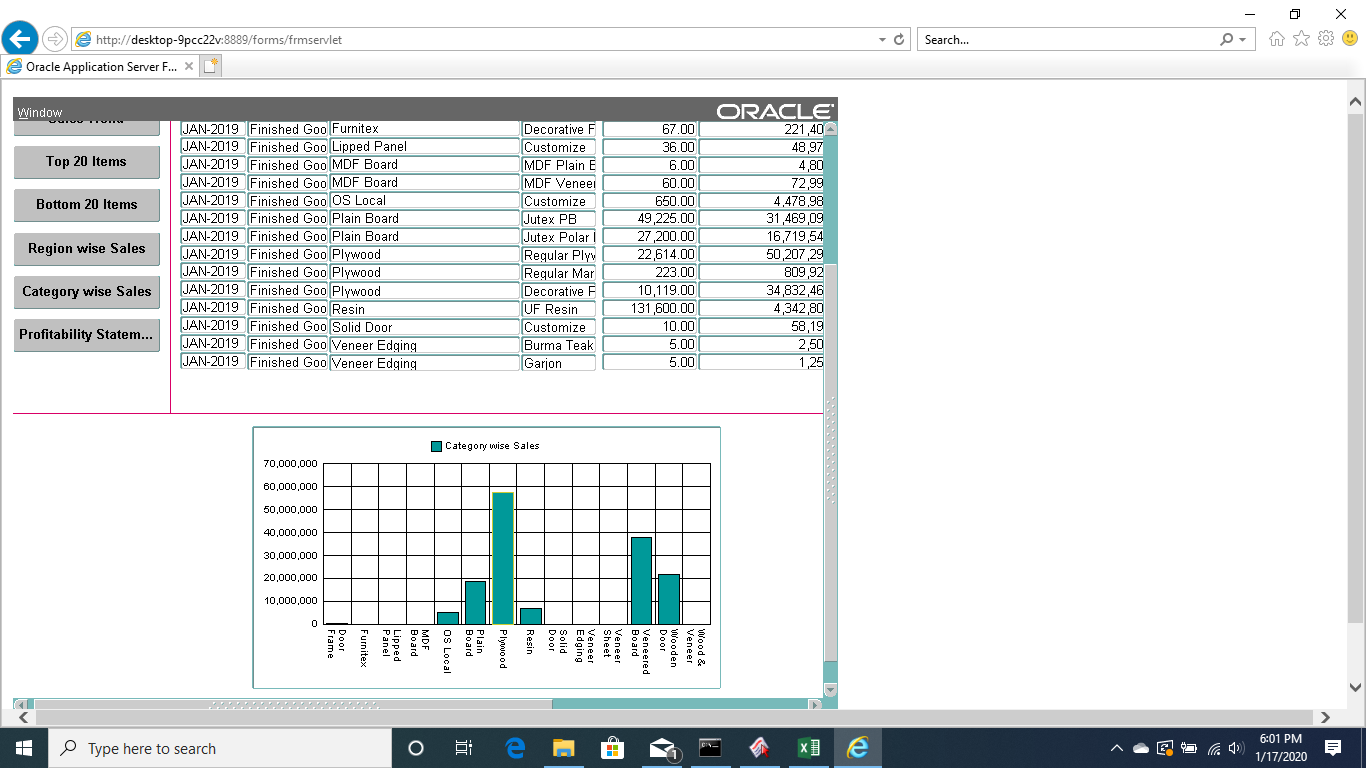 http://desktop-9pcc22v:8889/forms/frmservlet
Search...
Oracle Application Server F...
Window
ORACLE
Top 20 Items
Bottom 20 Items
Region wise Sales
Category wise Sales
Profitability Statem...
JAN-2019 Finished Goo Furnitex Decorative F 67.00 221,40
JAN-2019 Finished Goo Lipped Panel Customize 36.00 48,97
JAN-2019 Finished Goo MDF Board MDF Plain 6.00 4,80
JAN-2019 Finished Goo MDF Board MDF Veneer 60.00 72,99
JAN-2019 Finished Goo OS Local Customize 650.00 4,478,98
JAN-2019 Finished Goo Plain Board Jutex PB 49,225.00 31,469,09
JAN-2019 Finished Goo Plain Board Jutex Polar 27,200.00 16,719,54
JAN-2019 Finished Goo Plywood Regular Plyw 22,614.00 50,207,29
JAN-2019 Finished Goo Plywood Regular Mar 223.00 809,92
JAN-2019 Finished Goo Plywood Decorative F 10,119.00 34,832,46
JAN-2019 Finished Goo Resin UF Resin 131,600.00 4,342,80
JAN-2019 Finished Goo Solid Door Customize 10.00 58,19
JAN-2019 Finished Goo Veneer Edging Burma Teak 5.00 2,50
JAN-2019 Finished Goo Veneer Edging Garjon 5.00 1,25
Category wise Sales
70,000,000
60,000,000
50,000,000
40,000,000
30,000,000
20,000,000
10,000,000
0
Door
Frame
Furnitex
Lipped
Panel
MDF
Board
OS Local
Plain
Board
Plywood
Resin
Solid
Door
Veneer
Edging
Veneer
Sheet
Veneered
Board
Wooden
Door
Wood &
Veneer
Type here to search
1
6:01 PM
1/17/2020